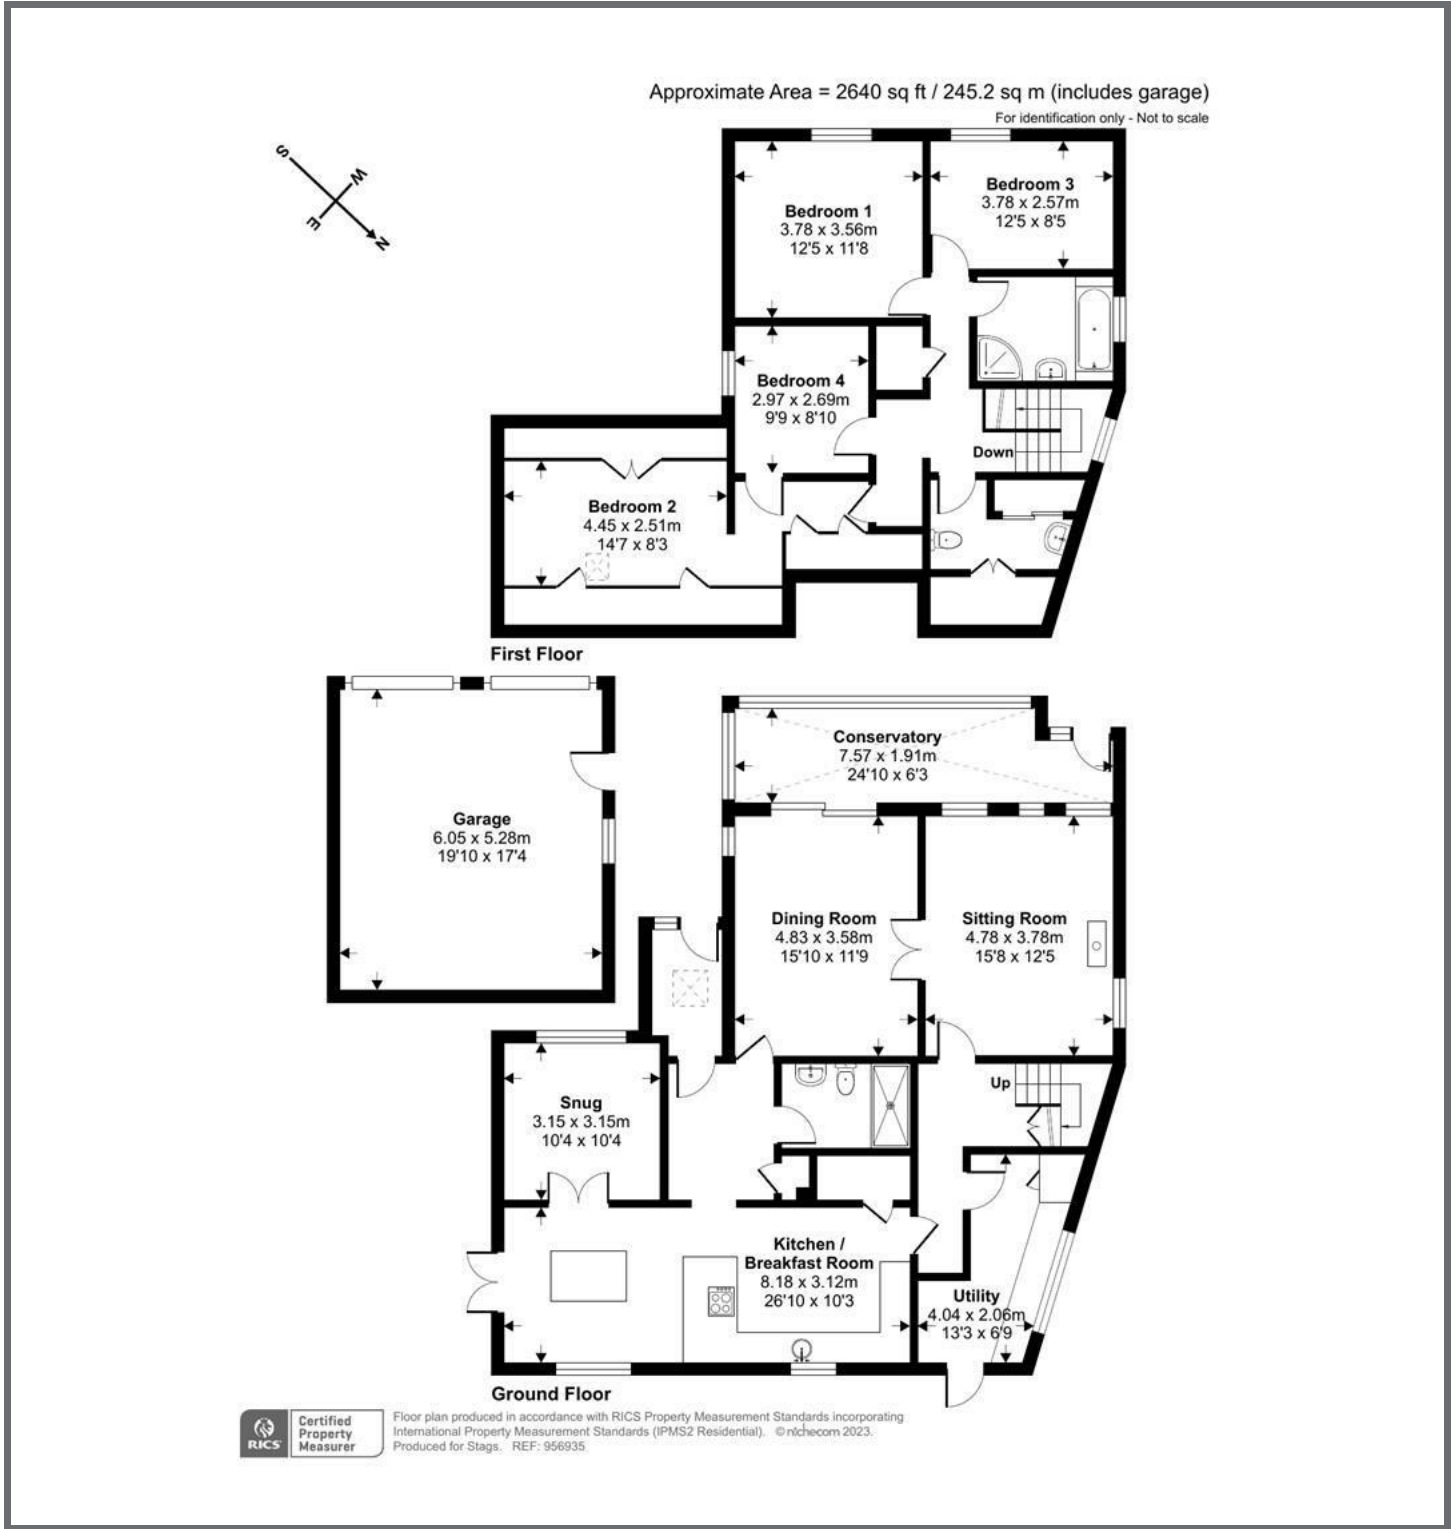 Approximate Area = 2640 sq ft / 245.2 sq m (includes garage)
For identification only - Not to scale
S
W
E
N
Bedroom 1
3.78 x 3.56m
12'5 x 11'8
Bedroom 3
3.78 x 2.57m
12'5 x 8'5
Bedroom 4
2.97 x 2.69m
9'9 x 8'10
Down
Bedroom 2
4.45 x 2.51m
14'7 x 8'3
First Floor
Conservatory
7.57 x 1.91m
24'10 x 6'3
Garage
6.05 x 5.28m
19'10 x 17'4
Dining Room
4.83 x 3.58m
15'10 x 11'9
Sitting Room
4.78 x 3.78m
15'8 x 12'5
Up
Snug
3.15 x 3.15m
10'4 x 10'4
Kitchen /
Breakfast Room
8.18 x 3.12m
26'10 x 10'3
Utility
4.04 x 2.06m
13'3 x 6'9
Ground Floor
RICS
Certified
Property
Measurer
Floor plan produced in accordance with RICS Property Measurement Standards incorporating
International Property Measurement Standards (IPMS2 Residential). © nichecom 2023.
Produced for Stags. REF: 956935